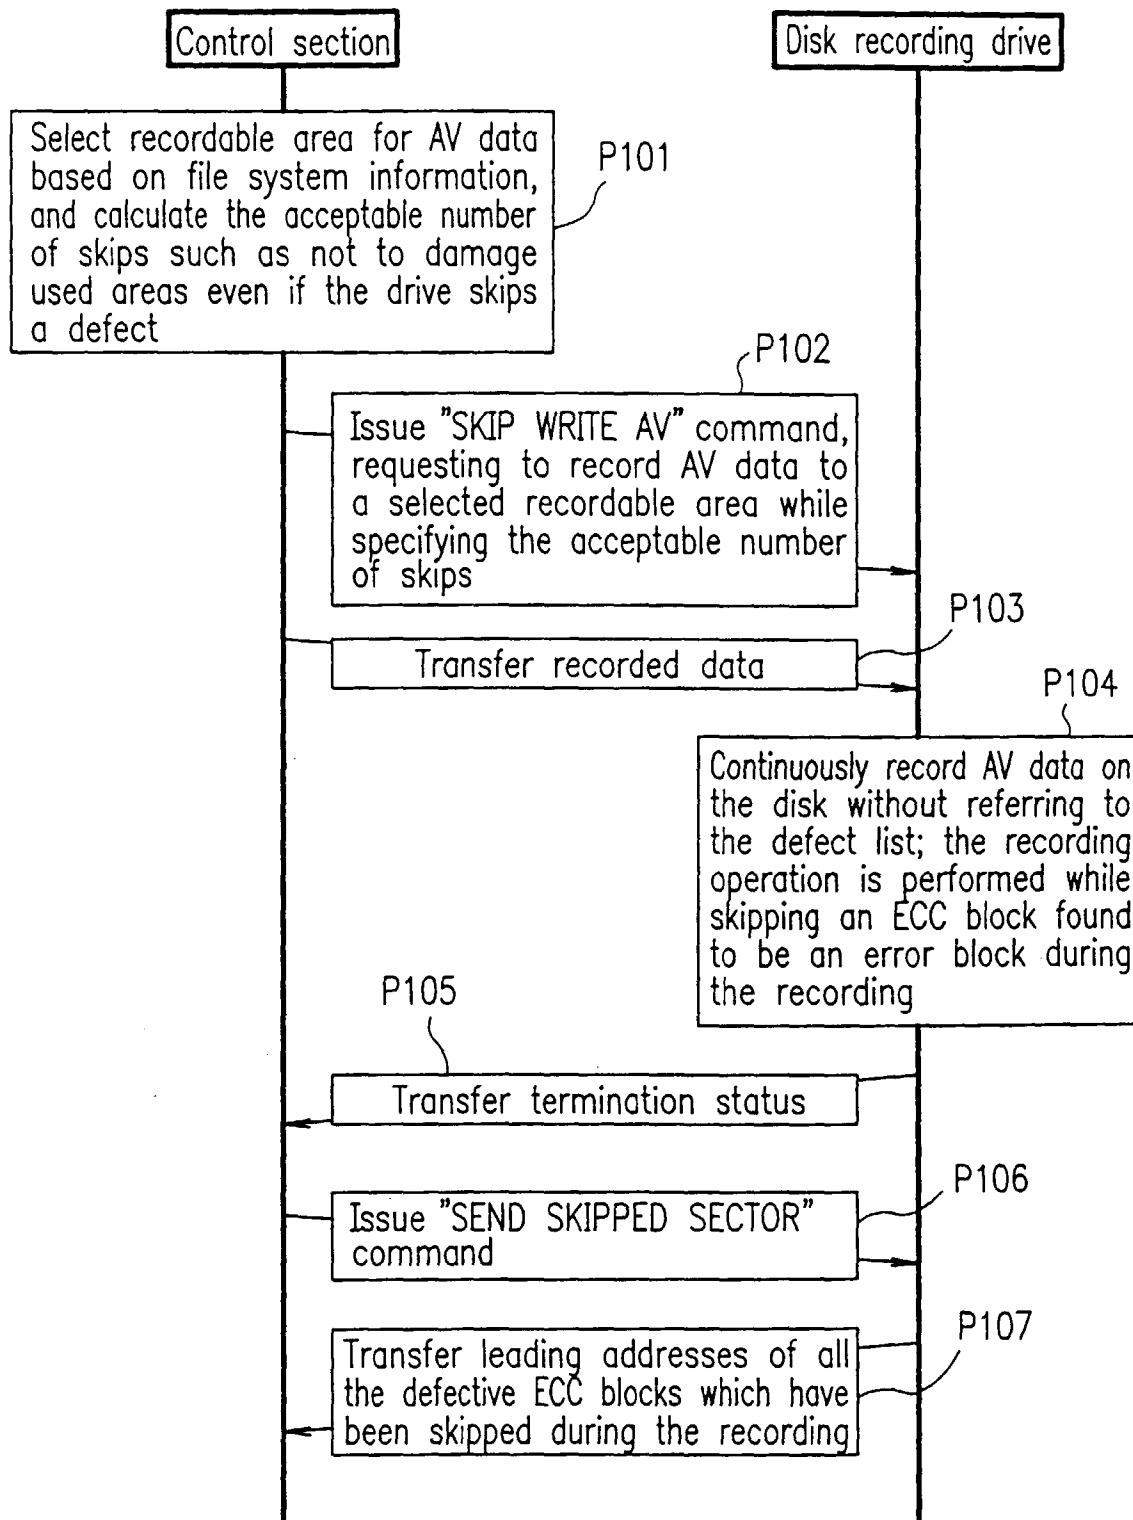 Control section
Disk recording drive
Select recordable area for AV data
based on file system information,
and calculate the acceptable number
of skips such as not to damage
used areas even if the drive skips
a defect
P101
P102
Issue "SKIP WRITE AV" command,
requesting to record AV data to
a selected recordable area while
specifying the acceptable number
of skips
P103
Transfer recorded data
P104
Continuously record AV data on
the disk without referring to
the defect list; the recording
operation is performed while
skipping an ECC block found
to be an error block during
the recording
P105
Transfer termination status
P106
Issue "SEND SKIPPED SECTOR"
command
P107
Transfer leading addresses of all
the defective ECC blocks which have
been skipped during the recording